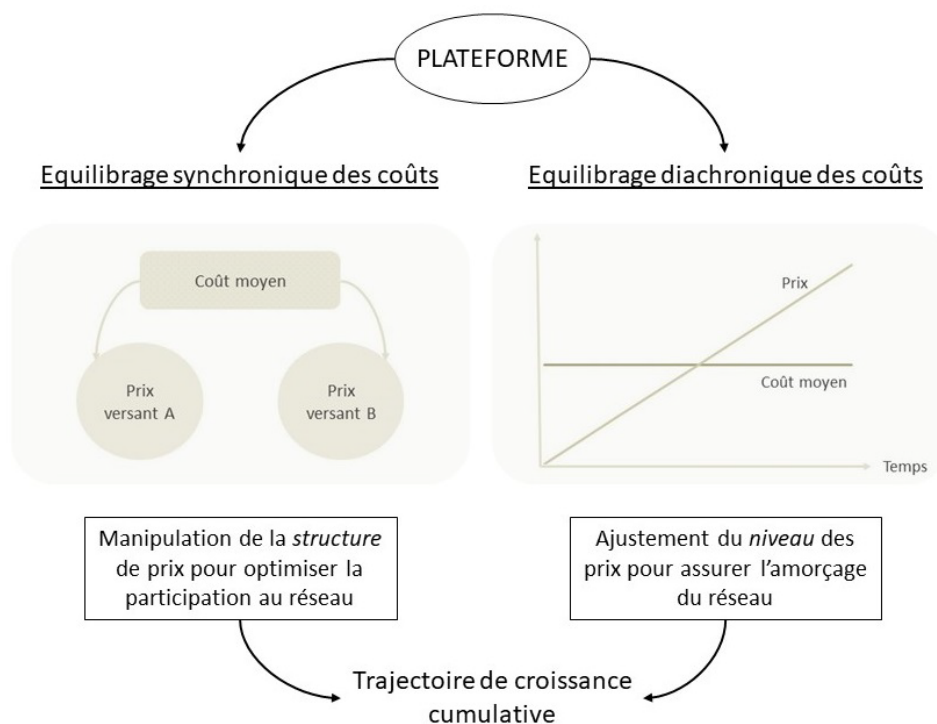 PLATEFORME
Equilibrage synchronique des coûts
Equilibrage diachronique des coûts
Coût moyen
Prix
versant A
Prix
versant B
Prix
Coût moyen
Temps
Manipulation de la structure
de prix pour optimiser la
participation au réseau
Ajustement du niveau des
prix pour assurer l’amorçage
du réseau
Trajectoire de croissance
cumulative